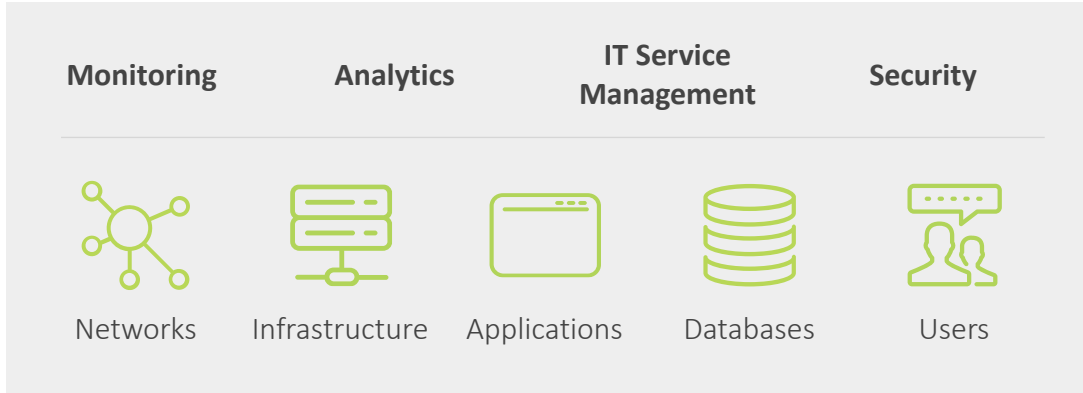 Monitoring
Analytics
IT Service
Management
Security
Networks
Infrastructure
Applications
Databases
Users